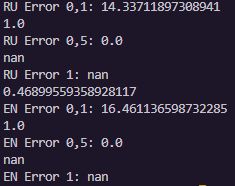 RU Error 0,1: 14.33711897308941
1.0
RU Error 0,5: 0.0
nan
RU Error 1: nan
0.46899559358928117
EN Error 0,1: 16.461136598732285
1.0
EN Error 0,5: 0.0
nan
EN Error 1: nan